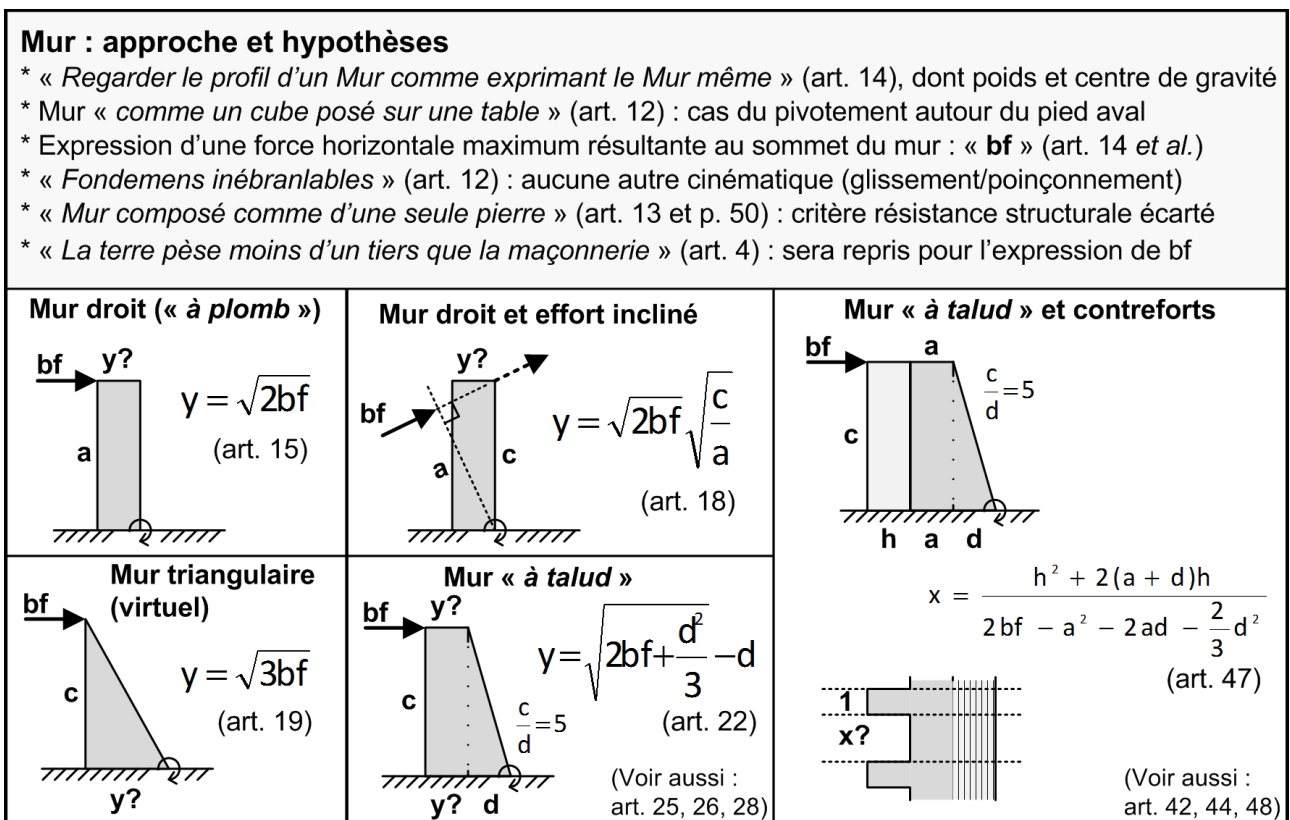 Mur : approche et hypothèses
* « Regarder le profil d’un Mur comme exprimant le Mur même » (art. 14), dont poids et centre de gravité
* Mur « comme un cube posé sur une table » (art. 12) : cas du pivotement autour du pied aval
* Expression d’une force horizontale maximum résultante au sommet du mur : « bf » (art. 14 et al.)
* « Fondemens inébranlables » (art. 12) : aucune autre cinématique (glissement/poinçonnement)
* « Mur composé comme d’une seule pierre » (art. 13 et p. 50) : critère résistance structurale écarté
* « La terre pèse moins d’un tiers que la maçonnerie » (art. 4) : sera repris pour l’expression de bf
Mur droit (« à plomb »)
bf y?
y = √2bf
a
(art. 15)
Mur droit et effort incliné
y?
bf
y = √2bf √c/a
a c
(art. 18)
Mur « à talud » et contreforts
bf a
c/d = 5
c
h a d
x = (h² + 2(a + d)h)/(2bf − a² − 2ad − 2/3 d²)
(art. 47)
1
x?
(Voir aussi :
art. 42, 44, 48)
Mur triangulaire
(virtuel)
bf
y = √3bf
c
(art. 19)
y?
Mur « à talud »
bf y?
y = √(2bf + d²/3) − d
c
c/d = 5
(art. 22)
y? d
(Voir aussi :
art. 25, 26, 28)